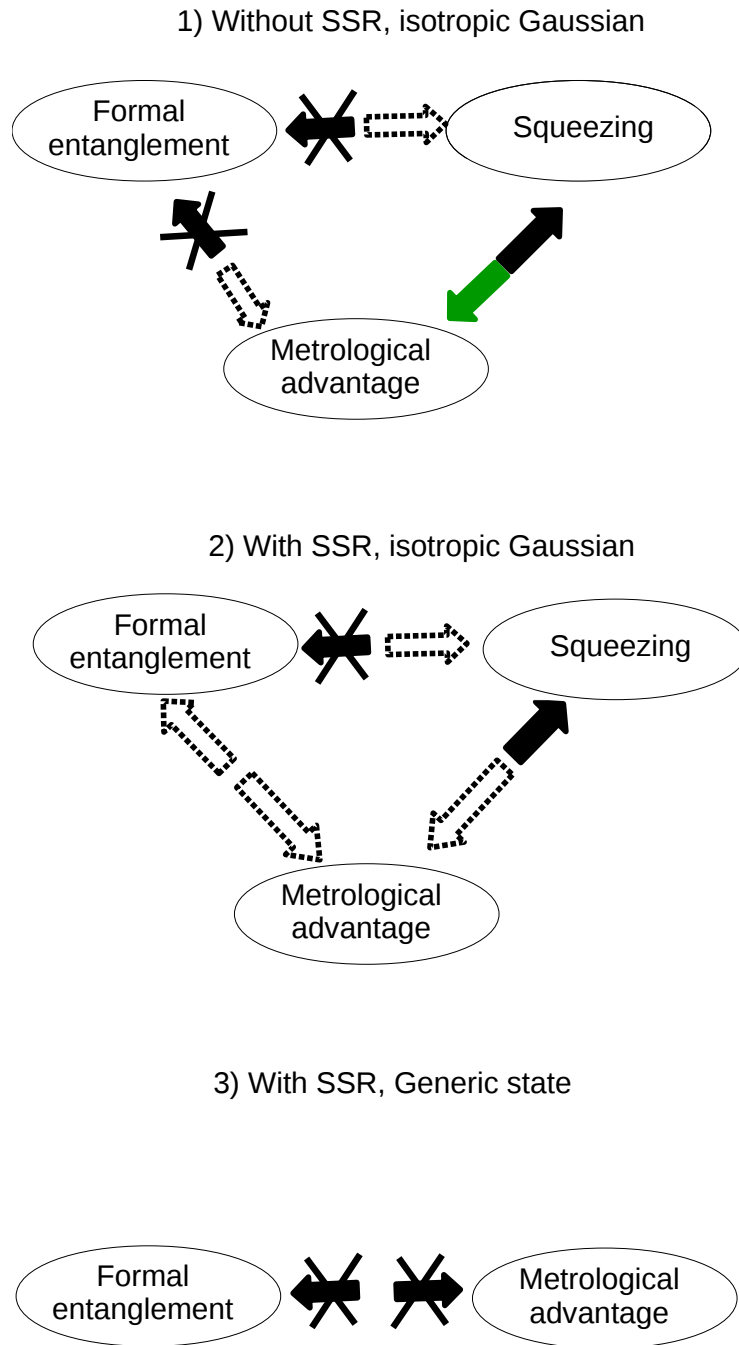 1) Without SSR, isotropic Gaussian
Formal
entanglement
Squeezing
Metrological
advantage
2) With SSR, isotropic Gaussian
Formal
entanglement
Squeezing
Metrological
advantage
3) With SSR, Generic state
Formal
entanglement
Metrological
advantage